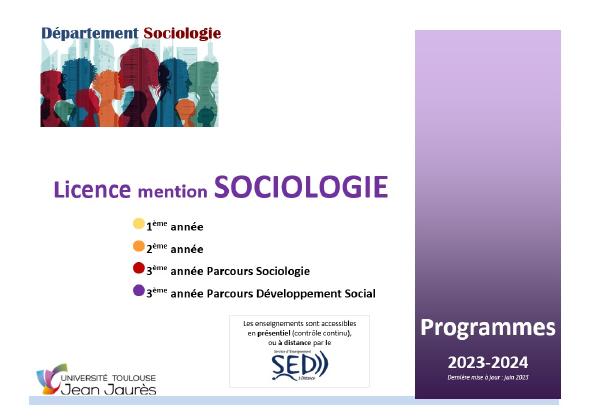 Département Sociologie
Licence mention SOCIOLOGIE
1ème année
2ème année
3ème année Parcours Sociologie
3ème année Parcours Développement Social
Les enseignements sont accessibles
en présentiel (contrôle continu),
ou à distance par le
Service d'Enseignement
SED
à Distance
Programmes
2023-2024
Dernière mise à jour : juin 2023
UNIVERSITÉ TOULOUSE
Jean Jaurès